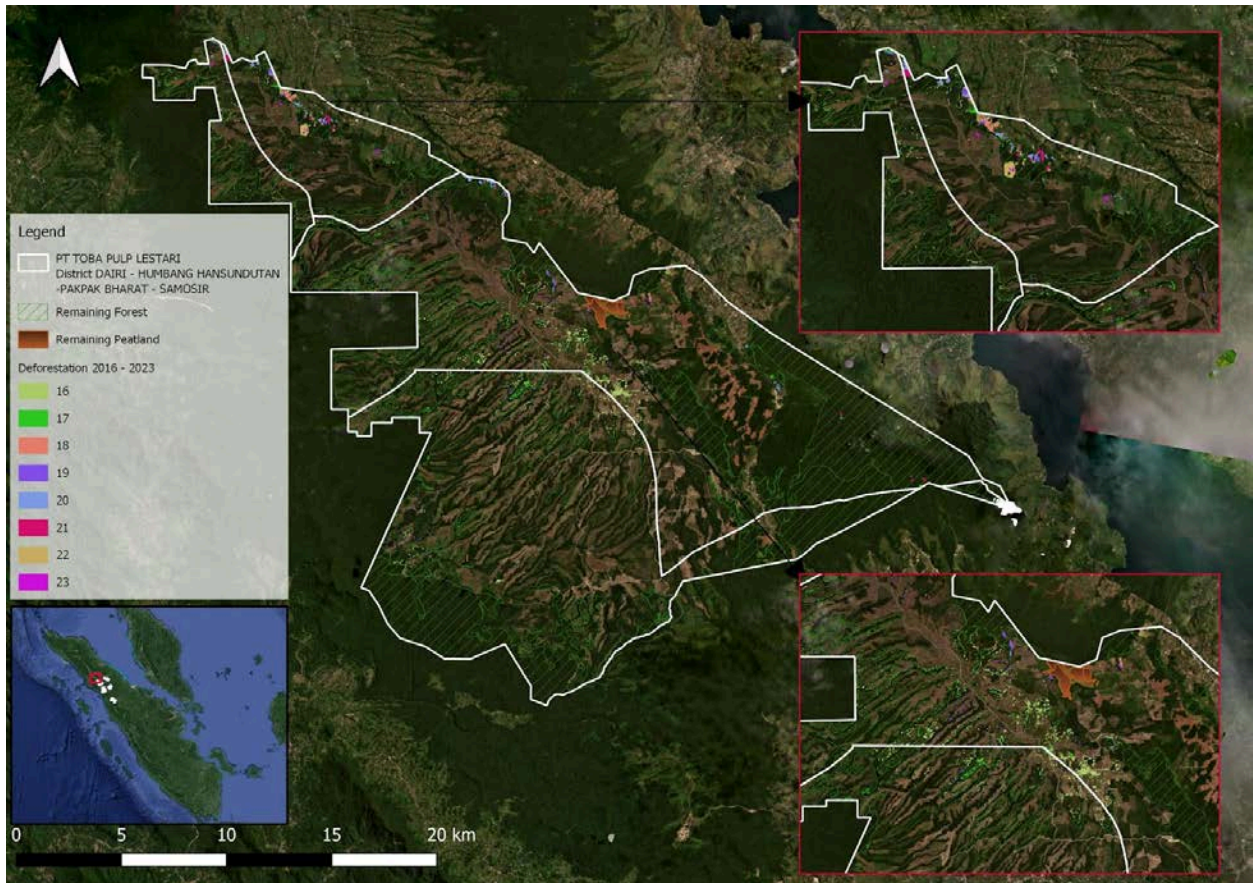 Legend
PT TOBA PULP LESTARI
District DAIRI - HUMBANG HANSUNDUTAN
-PAKPAK BHARAT - SAMOSIR
Remaining Forest
Remaining Peatland
Deforestation 2016 - 2023
16
17
18
19
20
21
22
23
0 5 10 15 20 km